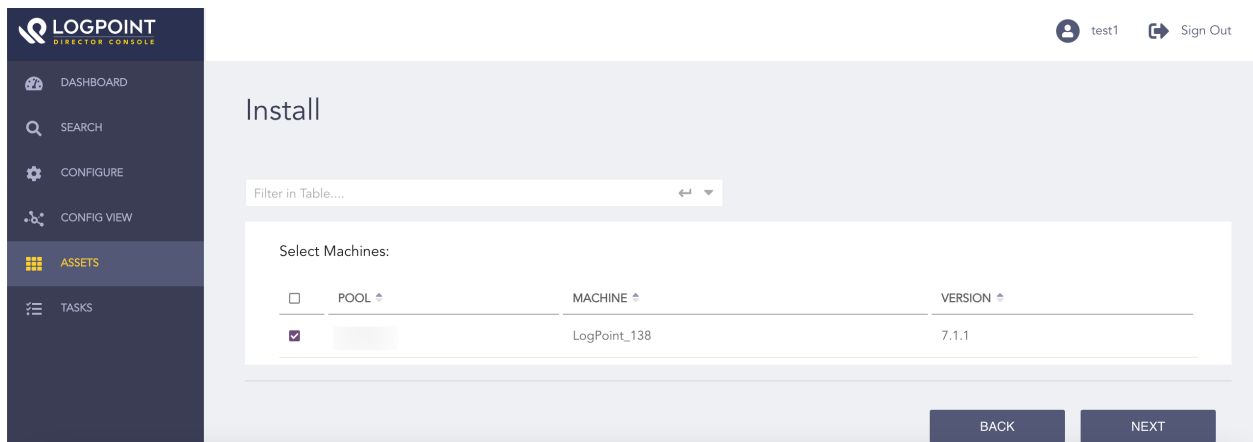 LOGPOINT
DIRECTOR CONSOLE
test1 Sign Out
DASHBOARD
SEARCH
CONFIGURE
CONFIG VIEW
ASSETS
TASKS
Install
Filter in Table....
Select Machines:
POOL MACHINE VERSION
LogPoint_138 7.1.1
BACK NEXT